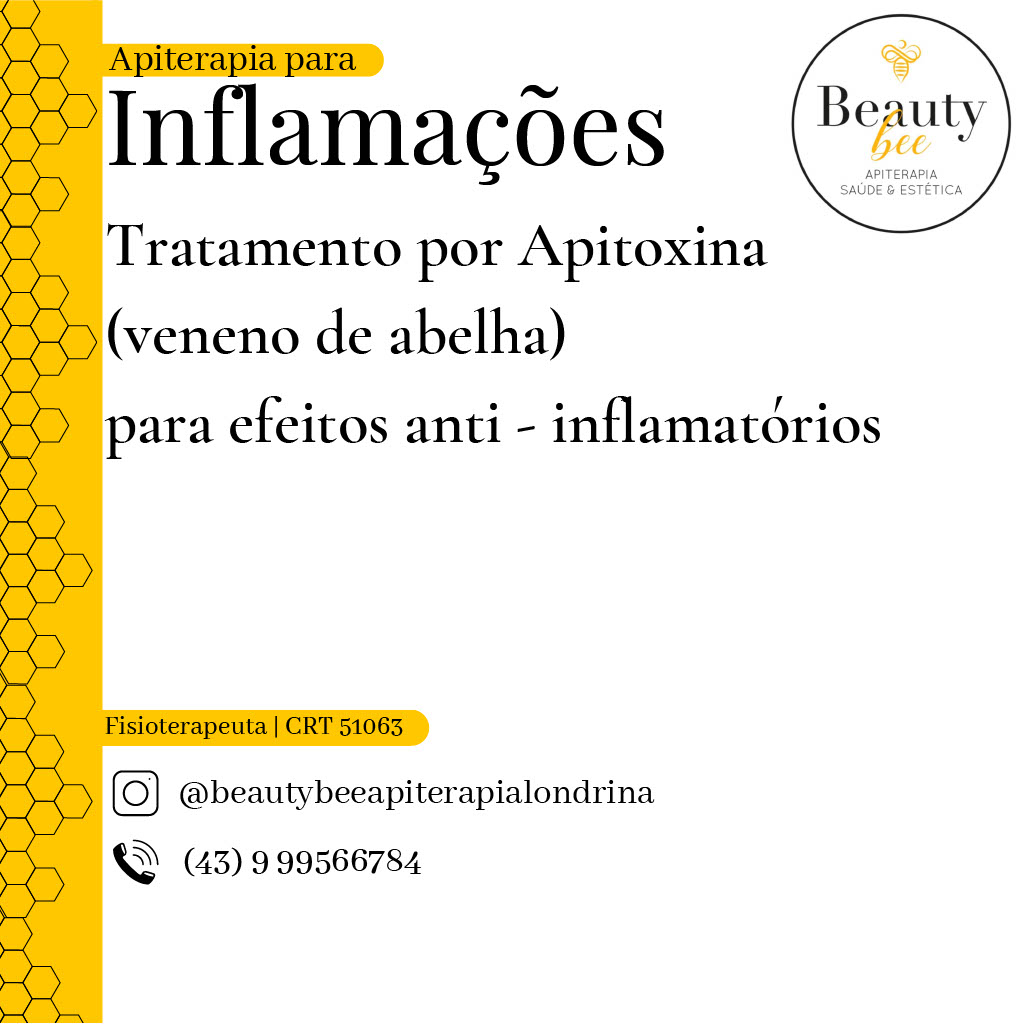 Apiterapia para
Inflamações
Beauty
bee
APITERAPIA
SAÚDE & ESTÉTICA
Tratamento por Apitoxina
(veneno de abelha)
para efeitos anti - inflamatórios
Fisioterapeuta | CRT 51063
@beautybeeapiterapialondrina
(43) 9 99566784